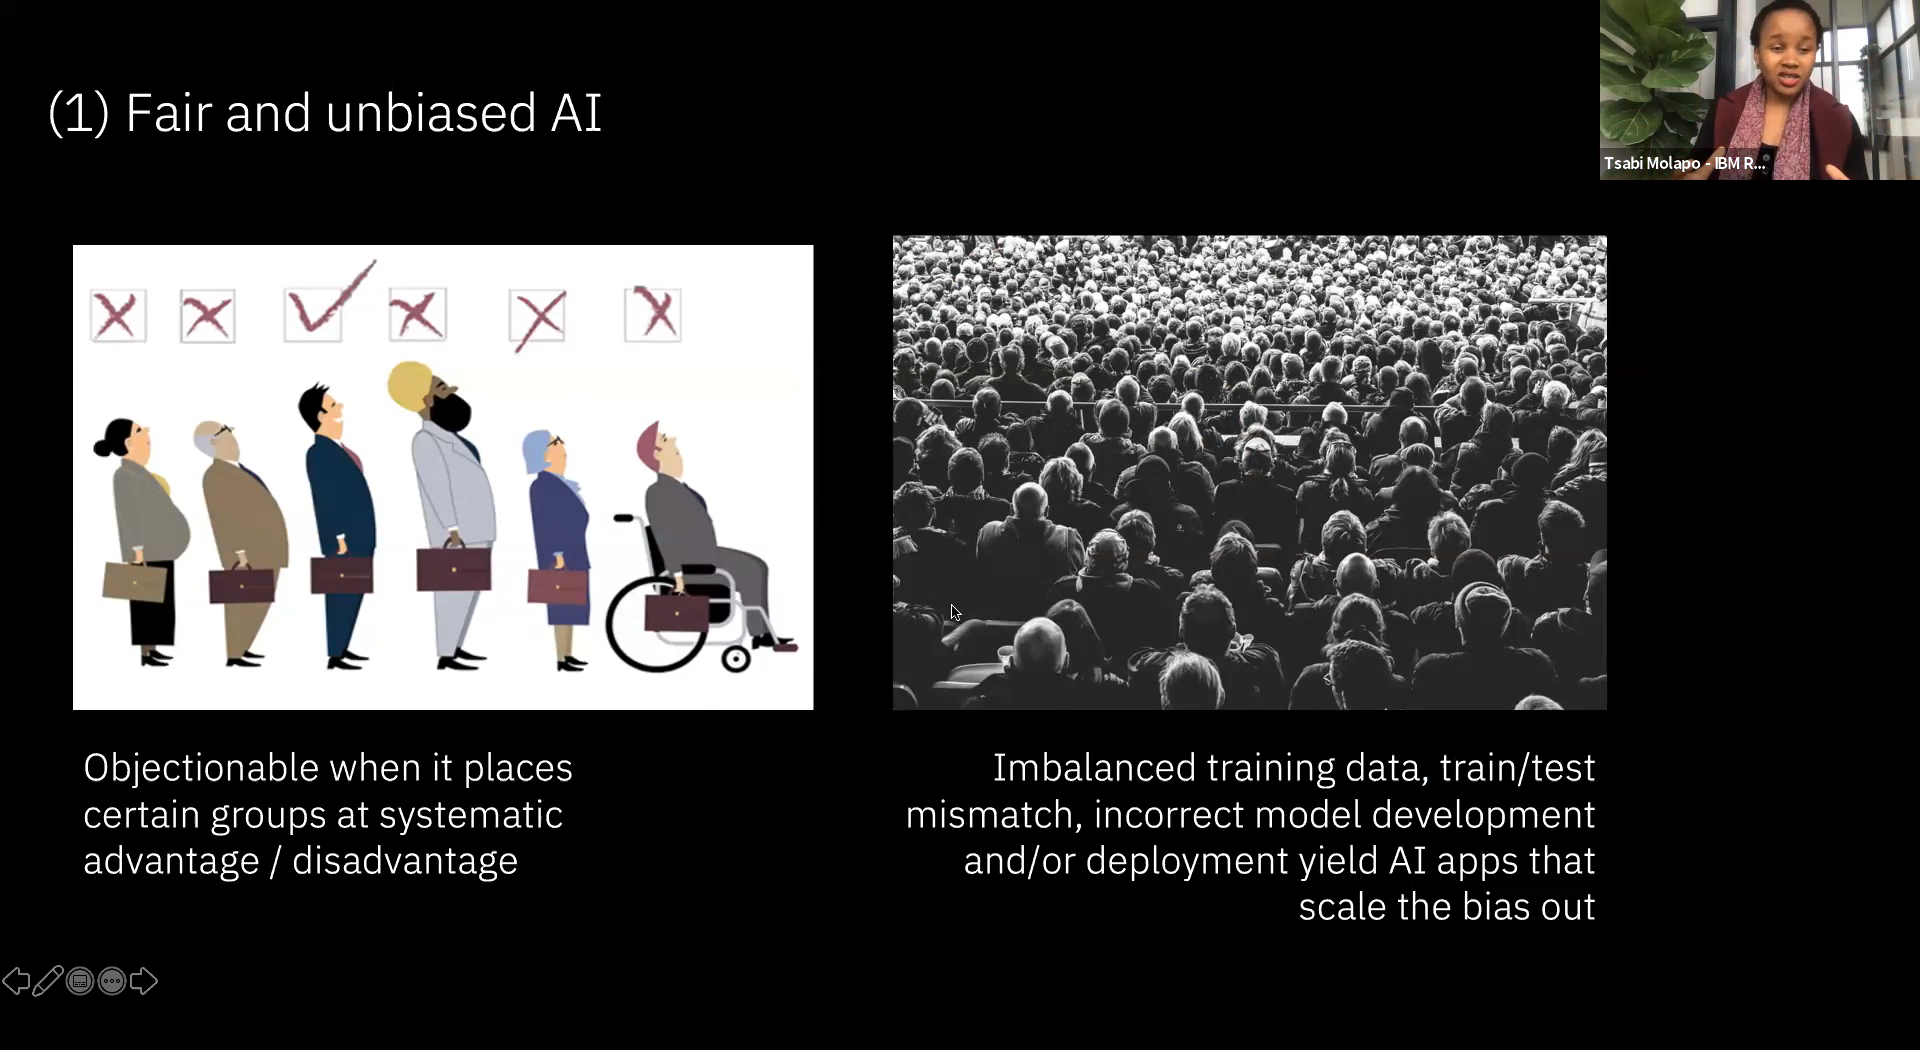 (1) Fair and unbiased AI
Tsabi Molapo - IBM R...
Objectionable when it places
certain groups at systematic
advantage / disadvantage
Imbalanced training data, train/test
mismatch, incorrect model development
and/or deployment yield AI apps that
scale the bias out